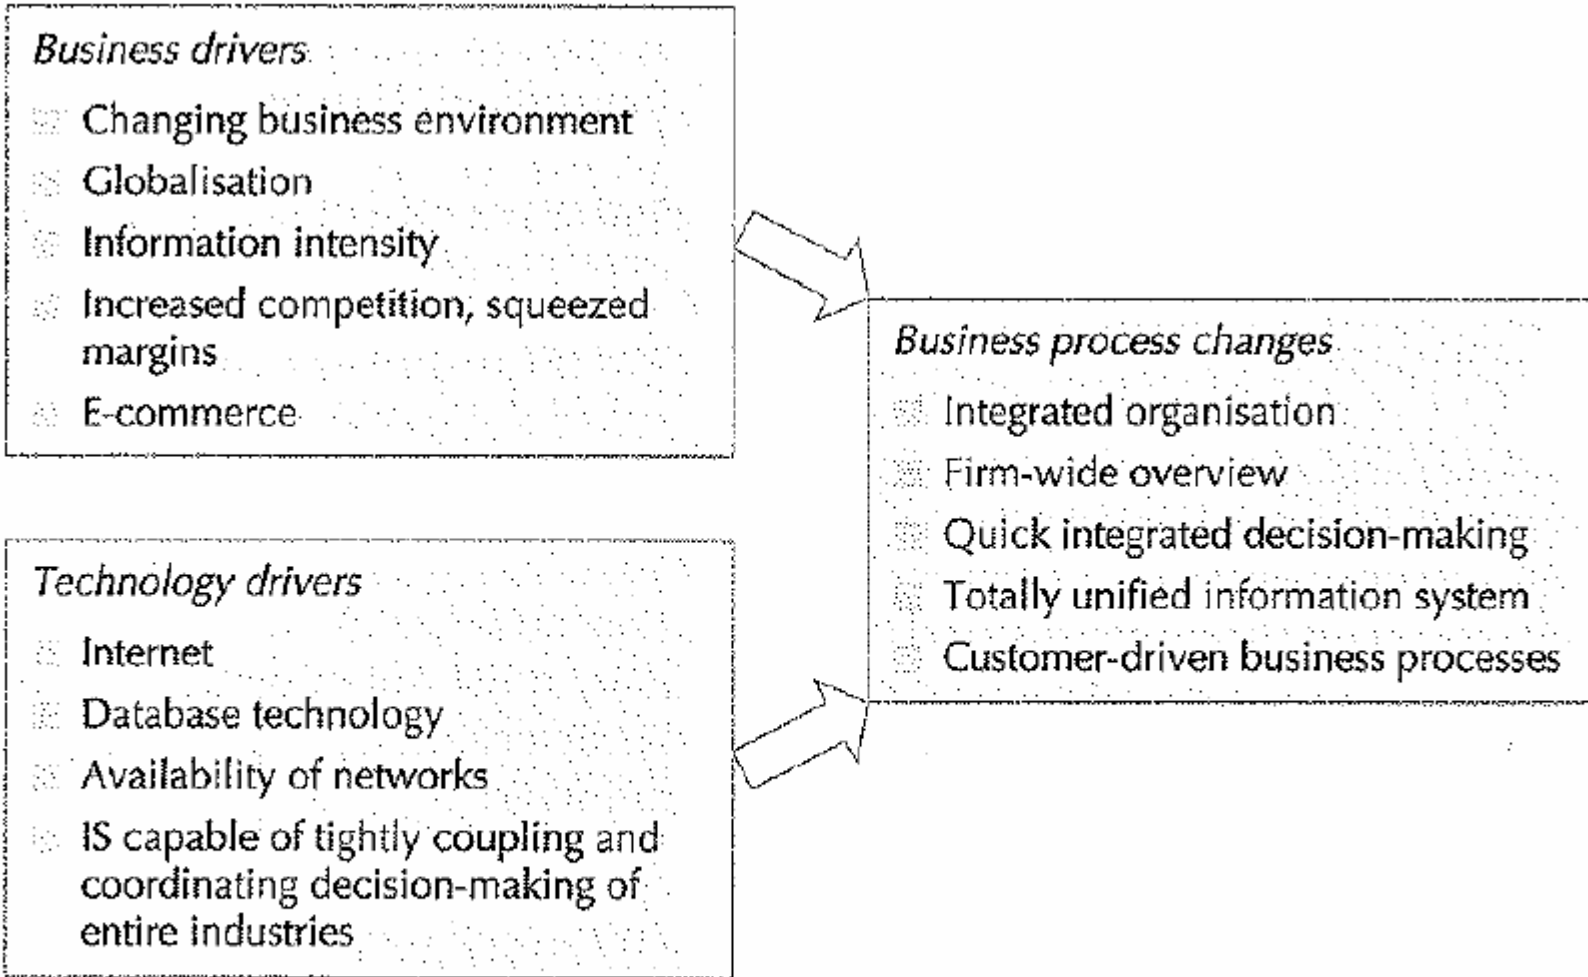 Business drivers
Changing business environment
Globalisation
Information intensity
Increased competition, squeezed
margins
E-commerce
Technology drivers
Internet
Database technology
Availability of networks
IS capable of tightly coupling and
coordinating decision-making of
entire industries
Business process changes
Integrated organisation
Firm-wide overview
Quick integrated decision-making
Totally unified information system
Customer-driven business processes